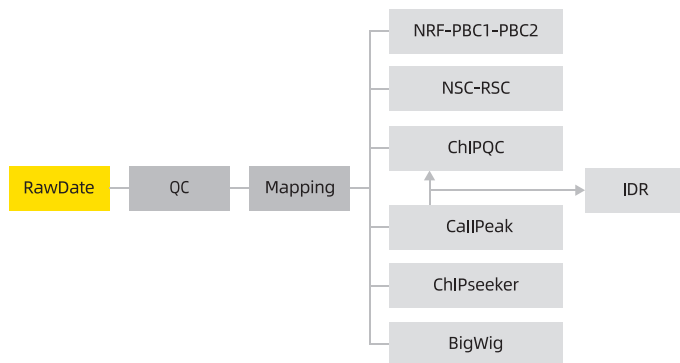 NRF-PBC1-PBC2
NSC-RSC
ChIPQC
RawDate
QC
Mapping
IDR
CallPeak
ChIPseeker
BigWig